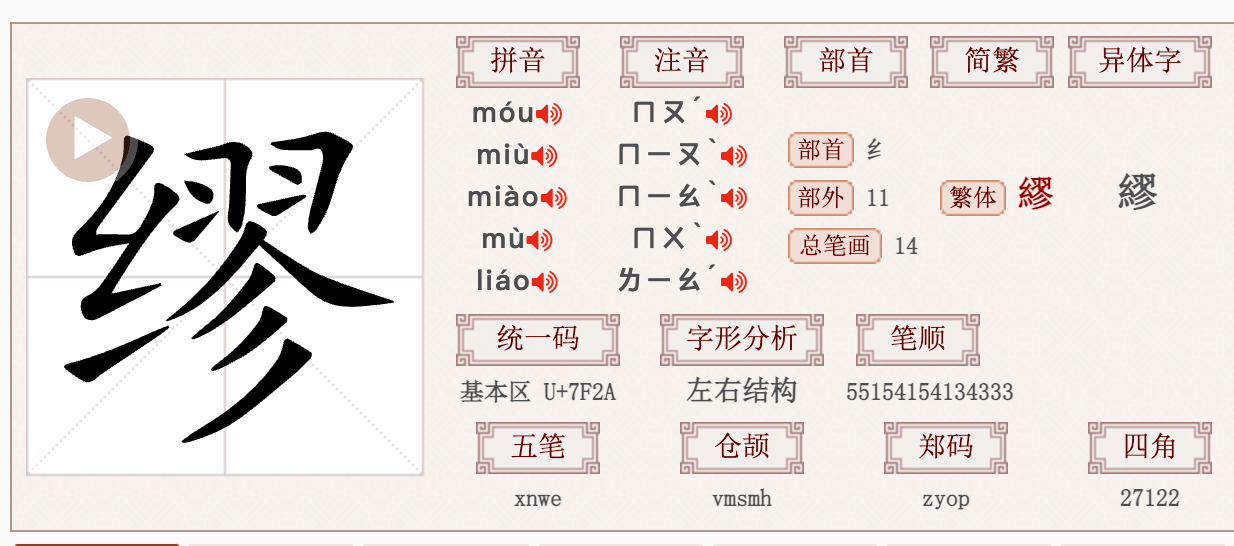 缪
拼音 注音 部首 简繁 异体字
móu ㄇㄡˊ
miù ㄇㄧㄡˋ 部首 纟
miào ㄇㄧㄠˋ 部外 11 繁体 繆 繆
mù ㄇㄨˋ 总笔画 14
liáo ㄌㄧㄠˊ
统一码 字形分析 笔顺
基本区 U+7F2A 左右结构 55154154134333
五笔 仓颉 郑码 四角
xnwe vmsmh zyop 27122